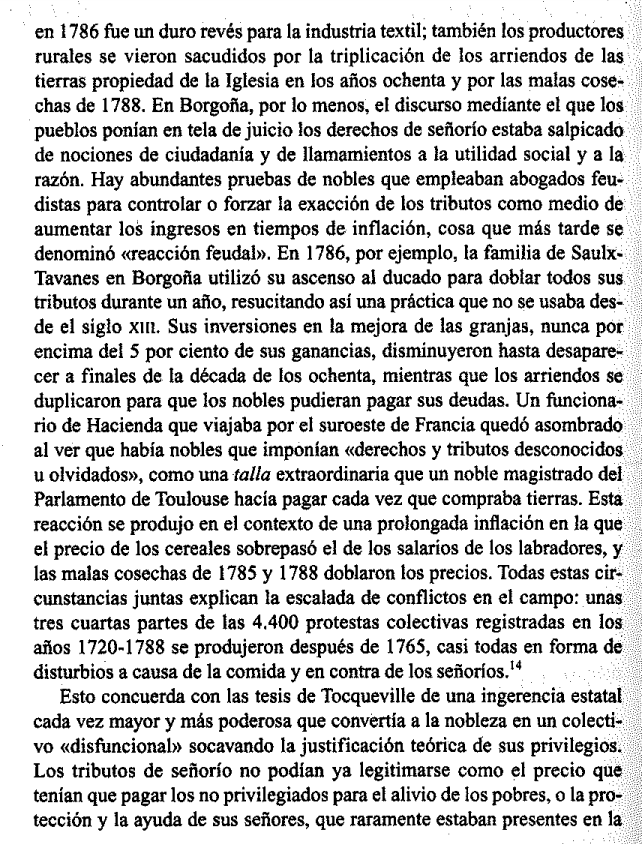 en 1786 fue un duro revés para la industria textil; también los productores
rurales se vieron sacudidos por la triplicación de los arriendos de las
tierras propiedad de la Iglesia en los años ochenta y por las malas cose-
chas de 1788. En Borgoña, por lo menos, el discurso mediante el que los
pueblos ponían en tela de juicio los derechos de señorío estaba salpicado
de nociones de ciudadanía y de llamamientos a la utilidad social y a la
razón. Hay abundantes pruebas de nobles que empleaban abogados feu-
distas para controlar o forzar la exacción de los tributos como medio de
aumentar los ingresos en tiempos de inflación, cosa que más tarde se
denominó «reacción feudal». En 1786, por ejemplo, la familia de Saulx-
Tavanes en Borgoña utilizó su ascenso al ducado para doblar todos sus
tributos durante un año, resucitando así una práctica que no se usaba des-
de el siglo XIII. Sus inversiones en la mejora de las granjas, nunca por
encima del 5 por ciento de sus ganancias, disminuyeron hasta desapare-
cer a finales de la década de los ochenta, mientras que los arriendos se
duplicaron para que los nobles pudieran pagar sus deudas. Un funciona-
rio de Hacienda que viajaba por el suroeste de Francia quedó asombrado
al ver que había nobles que imponían «derechos y tributos desconocidos
u olvidados», como una talla extraordinaria que un noble magistrado del
Parlamento de Toulouse hacía pagar cada vez que compraba tierras. Esta
reacción se produjo en el contexto de una prolongada inflación en la que
el precio de los cereales sobrepasó el de los salarios de los labradores, y
las malas cosechas de 1785 y 1788 doblaron los precios. Todas estas cir-
cunstancias juntas explican la escalada de conflictos en el campo: unas
tres cuartas partes de las 4.400 protestas colectivas registradas en los
años 1720-1788 se produjeron después de 1765, casi todas en forma de
disturbios a causa de la comida y en contra de los señoríos.14
Esto concuerda con las tesis de Tocqueville de una ingerencia estatal
cada vez mayor y más poderosa que convertía a la nobleza en un colecti-
vo «disfuncional» socavando la justificación teórica de sus privilegios.
Los tributos de señorío no podían ya legitimarse como el precio que
tenían que pagar los no privilegiados para el alivio de los pobres, o la pro-
tección y la ayuda de sus señores, que raramente estaban presentes en la